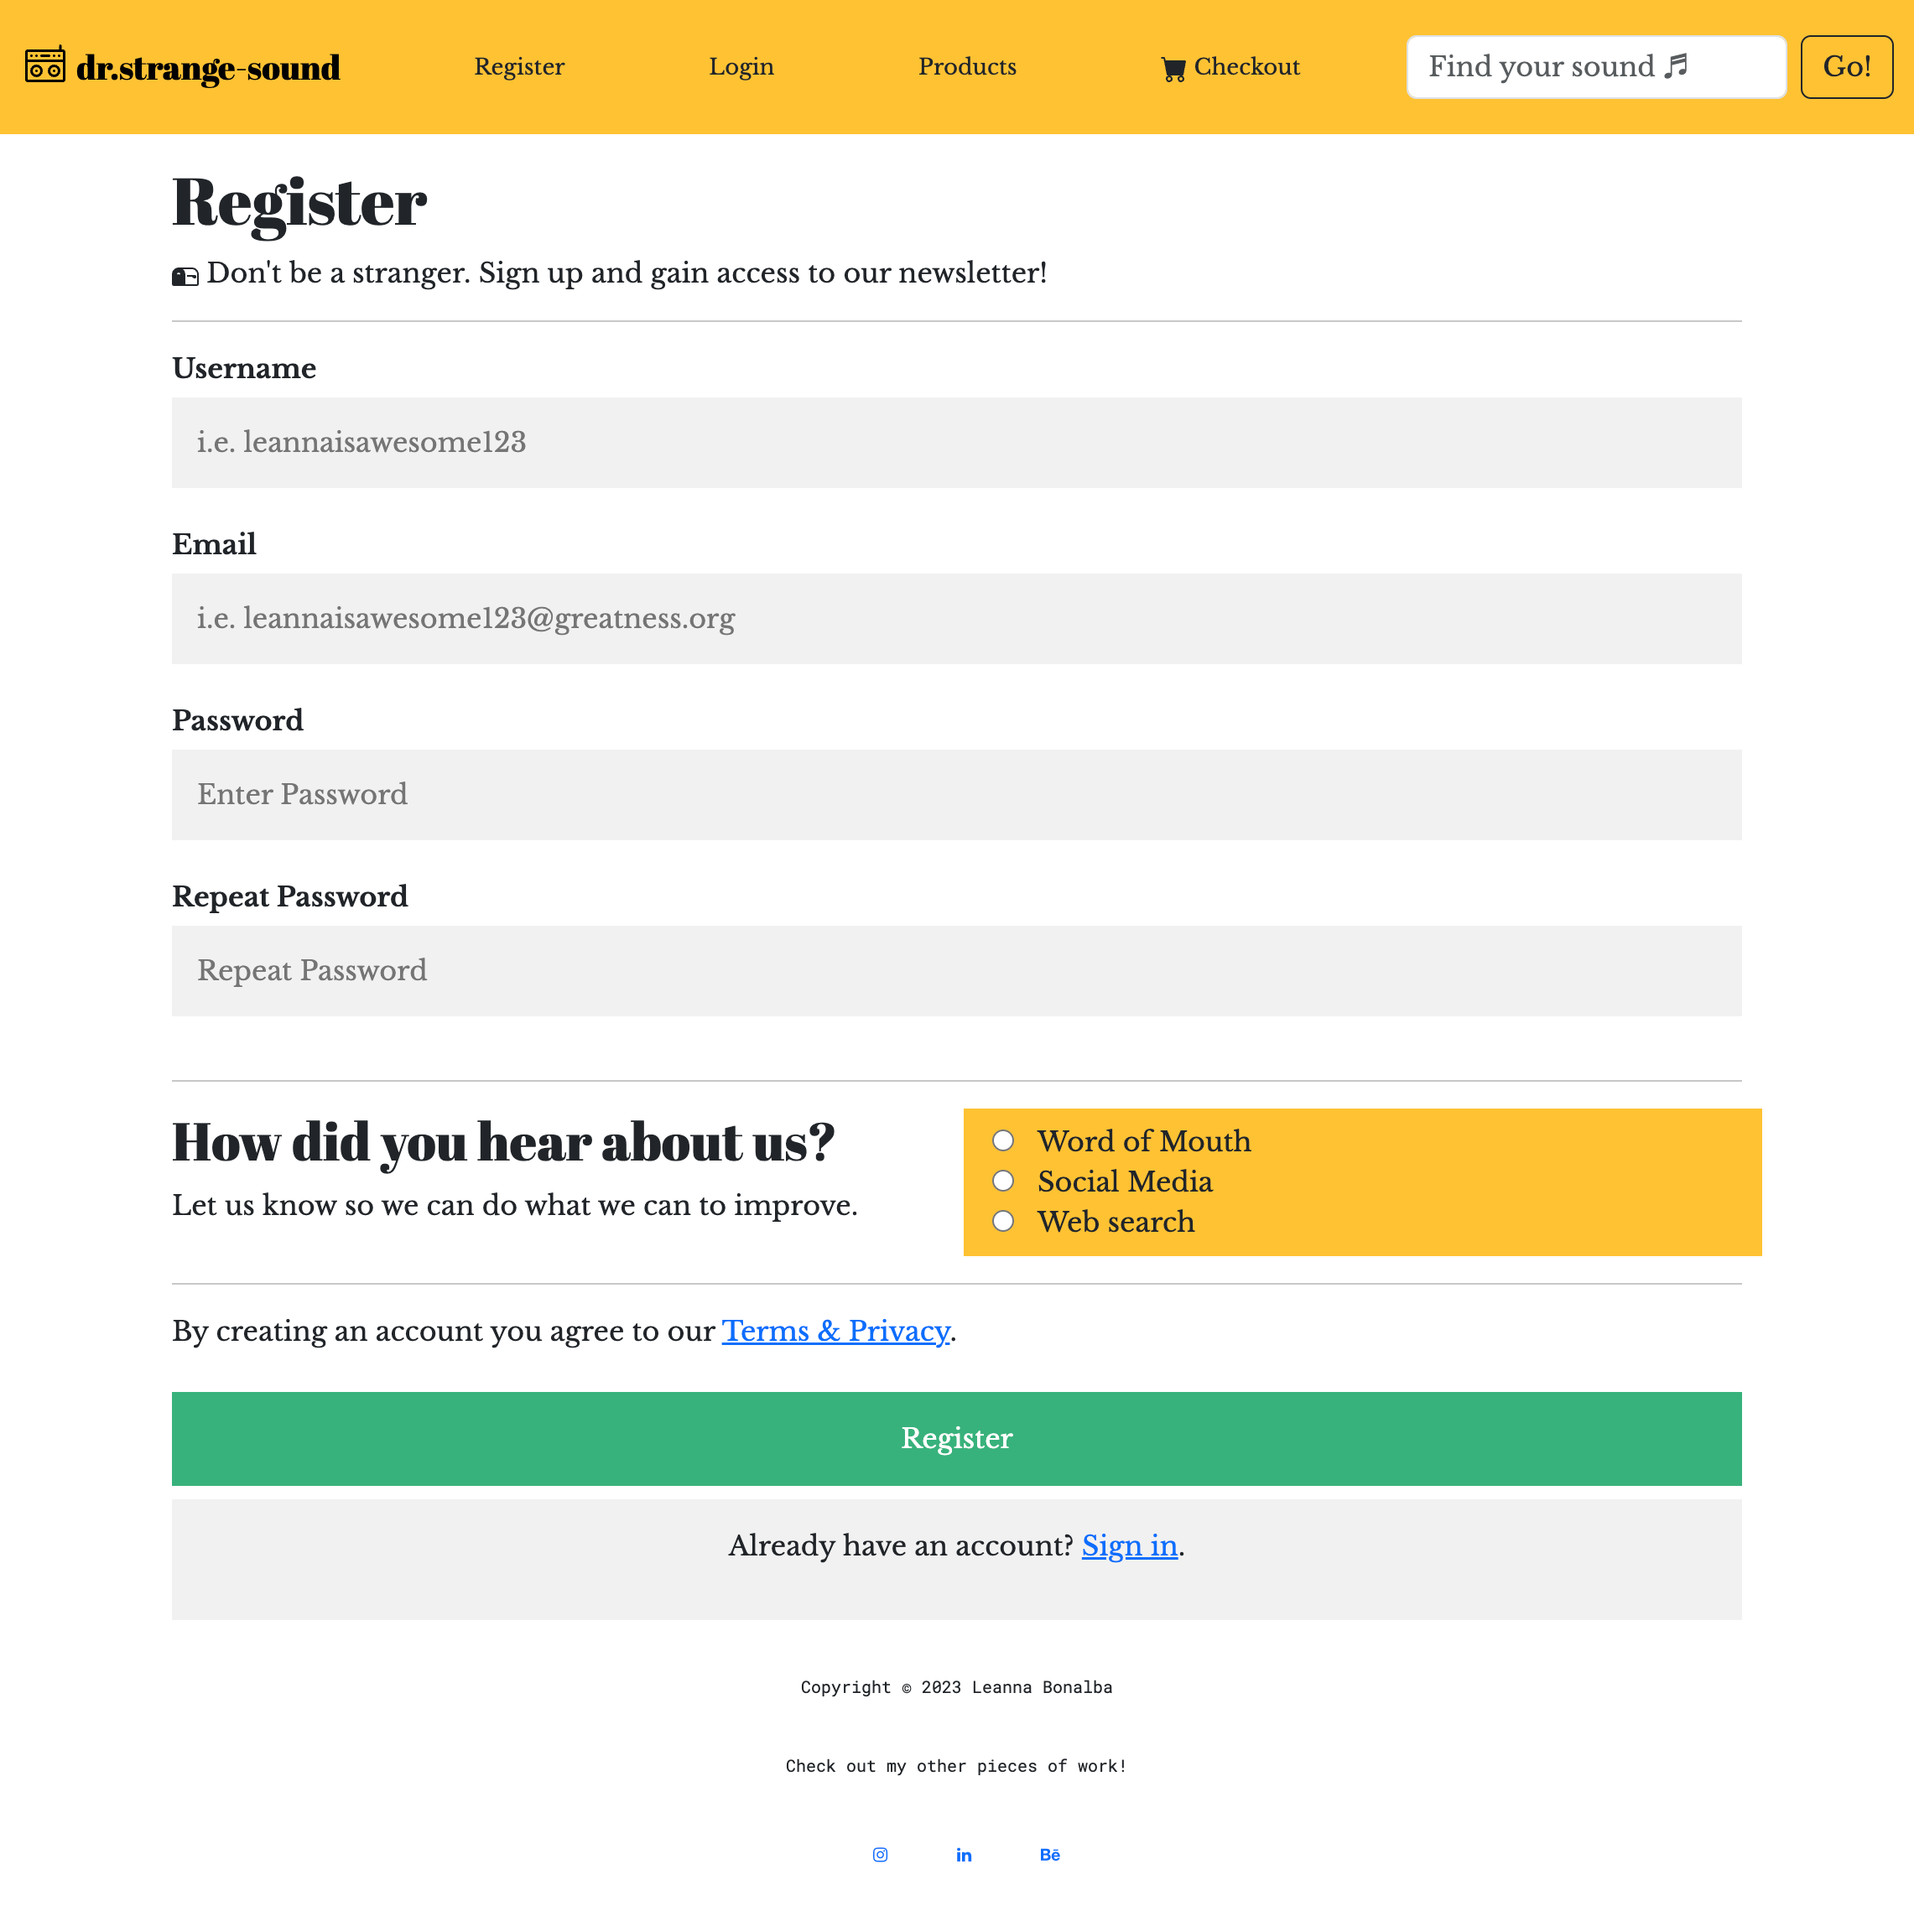 dr.strange-sound
Register
Login
Products
Checkout
Find your sound 🎵
Go!
Register
Don't be a stranger. Sign up and gain access to our newsletter!
Username
i.e. leannaisawesome123
Email
i.e. leannaisawesome123@greatness.org
Password
Enter Password
Repeat Password
Repeat Password
How did you hear about us?
Let us know so we can do what we can to improve.
Word of Mouth
Social Media
Web search
By creating an account you agree to our Terms & Privacy.
Register
Already have an account? Sign in.
Copyright © 2023 Leanna Bonalba
Check out my other pieces of work!
in
Bē